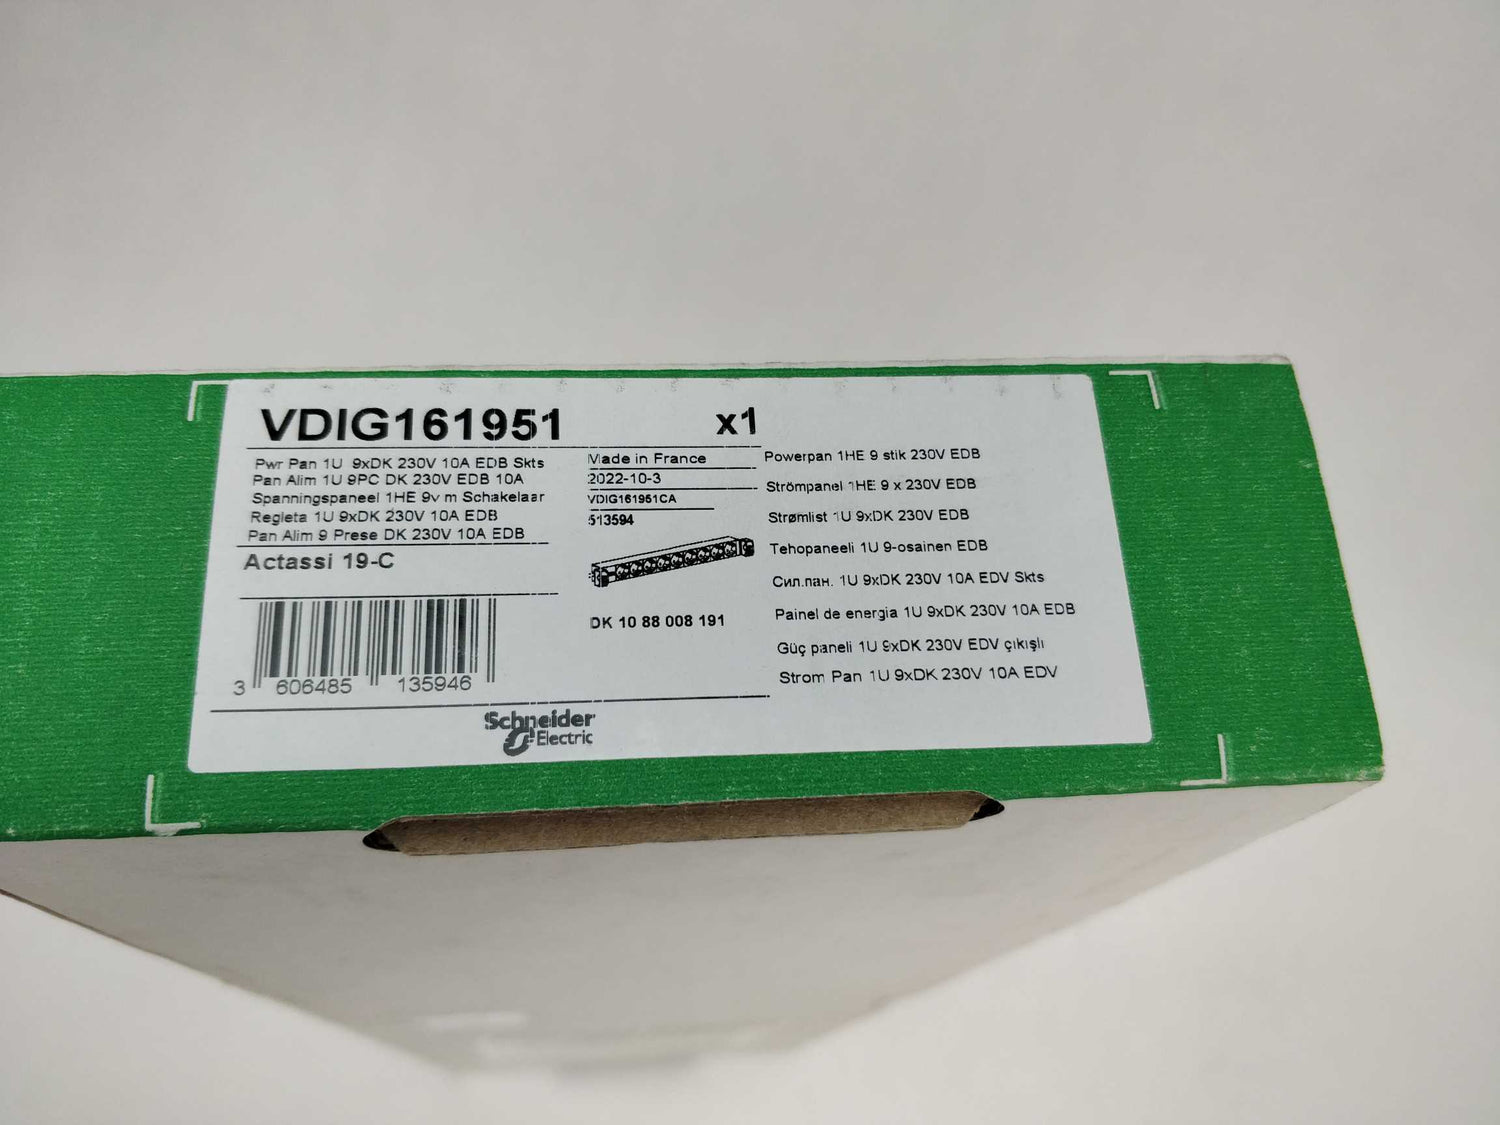 VDIG161951
x1
Pwr Pan 1U 9xDK 230V 10A EDB Skts
Pan Alim 1U 9PC DK 230V EDB 10A
Spanningspaneel 1HE 9v m Schakelaar
Regleta 1U 9xDK 230V 10A EDB
Pan Alim 9 Prese DK 230V 10A EDB
Actassi 19-C
3 606485 135946
Made in France
2022-10-3
VDIG161951CA
513594
DK 10 88 008 191
Powerpan 1HE 9 stik 230V EDB
Strömpanel 1HE 9 x 230V EDB
Strømlist 1U 9xDK 230V EDB
Tehopaneeli 1U 9-osainen EDB
Сил.пан. 1U 9xDK 230V 10A EDV Skts
Painel de energia 1U 9xDK 230V 10A EDB
Güç paneli 1U 9xDK 230V EDV çıkışlı
Strom Pan 1U 9xDK 230V 10A EDV
Schneider
Electric